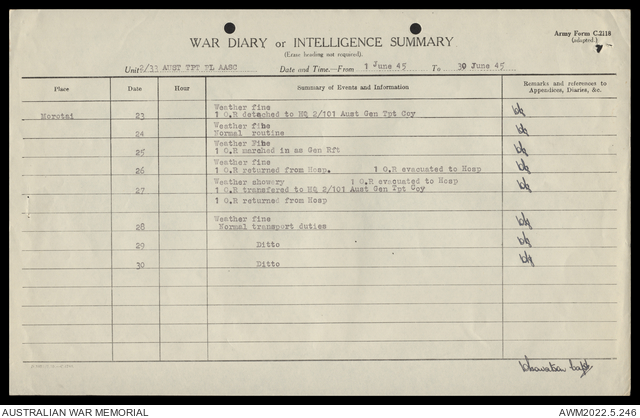 Army Form C.2118
(adapted.)
7
WAR DIARY or INTELLIGENCE SUMMARY
(Erase heading not required).
Unit 2/33 AUST TPT PL AASC Date and Time.—From 1 June 45 To 30 June 45
Place Date Hour Summary of Events and Information Remarks and references to Appendices, Diaries, &c.
Weather fine
Morotai 23 1 O.R detached to HQ 2/101 Aust Gen Tpt Coy
Weather fine
24 Normal routine
Weather Fine
25 1 O.R marched in as Gen Rft
Weather fine
26 1 O.R returned from Hosp. 1 O.R evacuated to Hosp
Weather showery 1 O.R evacuated to Hosp
27 1 O.R transfered to HQ 2/101 Aust Gen Tpt Coy
1 O.R returned from Hosp
Weather fine
28 Normal transport duties
29 Ditto
30 Ditto
AUSTRALIAN WAR MEMORIAL
AWM2022.5.246